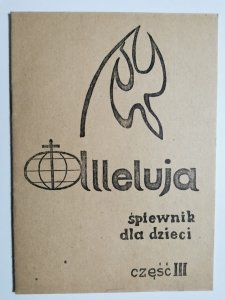 Alleluja
śpiewnik
dla dzieci
część III